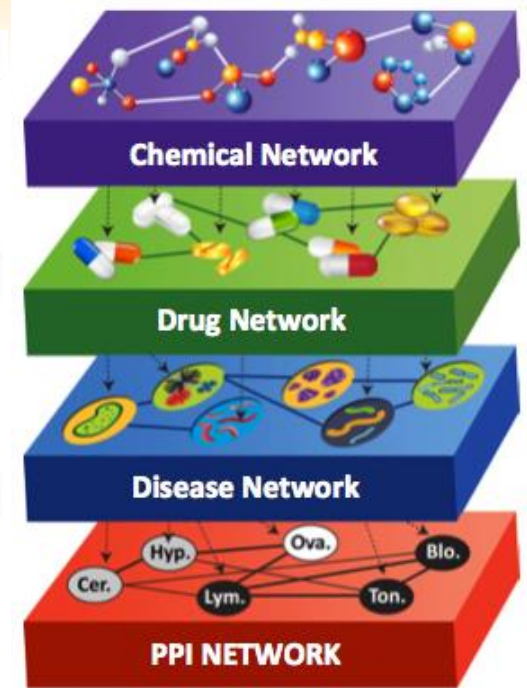 Chemical Network
Drug Network
Disease Network
Ova.
Hyp.
Blo.
Cer.
Lym.
Ton.
PPI NETWORK